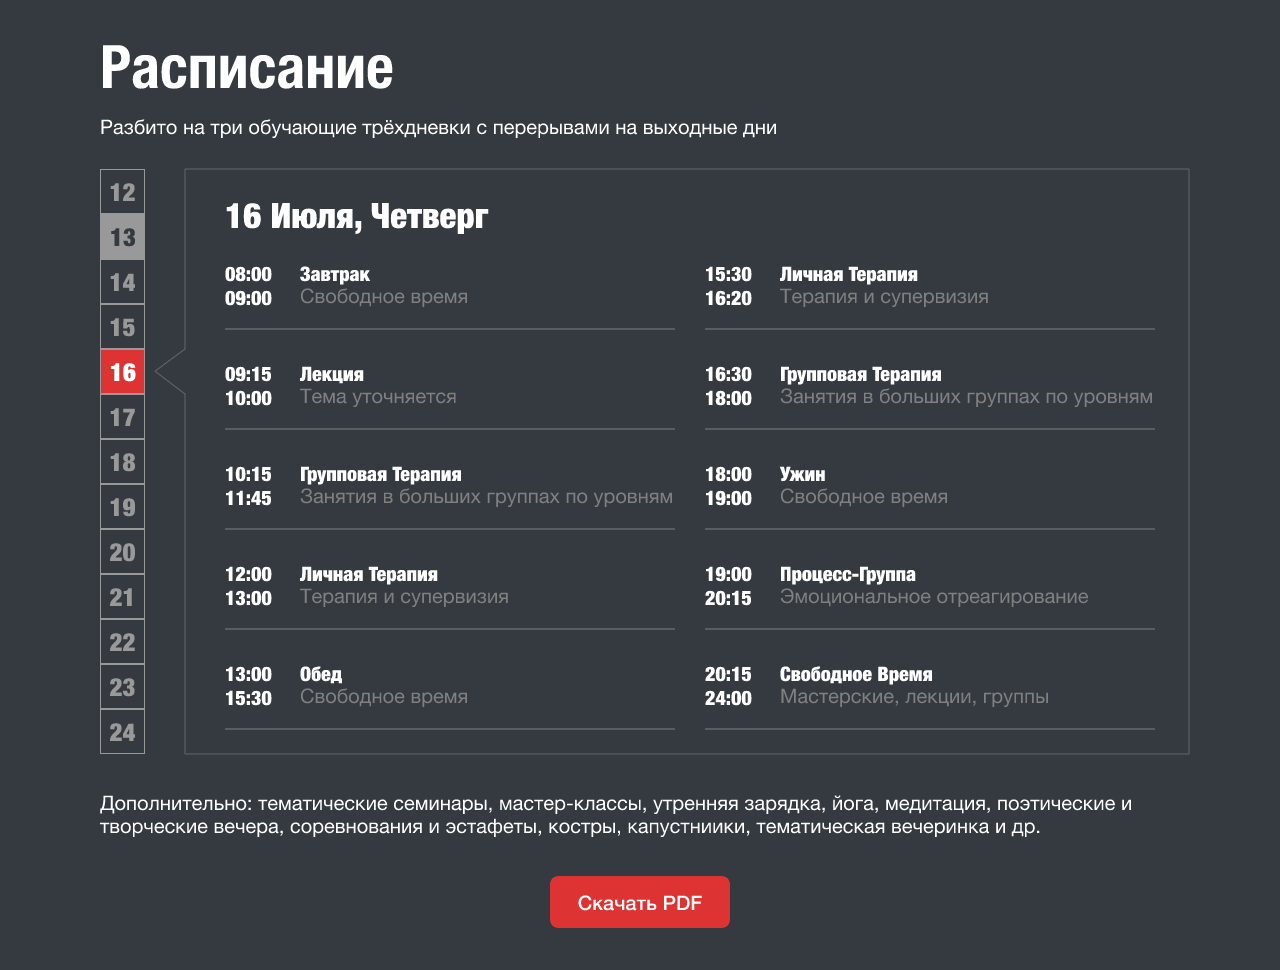 Расписание
Разбито на три обучающие трёхдневки с перерывами на выходные дни
12
13
14
15
16
17
18
19
20
21
22
23
24
16 Июля, Четверг
08:00 Завтрак
09:00 Свободное время
09:15 Лекция
10:00 Тема уточняется
10:15 Групповая Терапия
11:45 Занятия в больших группах по уровням
12:00 Личная Терапия
13:00 Терапия и супервизия
13:00 Обед
15:30 Свободное время
15:30 Личная Терапия
16:20 Терапия и супервизия
16:30 Групповая Терапия
18:00 Занятия в больших группах по уровням
18:00 Ужин
19:00 Свободное время
19:00 Процесс-Группа
20:15 Эмоциональное отреагирование
20:15 Свободное Время
24:00 Мастерские, лекции, группы
Дополнительно: тематические семинары, мастер-классы, утренняя зарядка, йога, медитация, поэтические и
творческие вечера, соревнования и эстафеты, костры, капустниики, тематическая вечеринка и др.
Скачать PDF